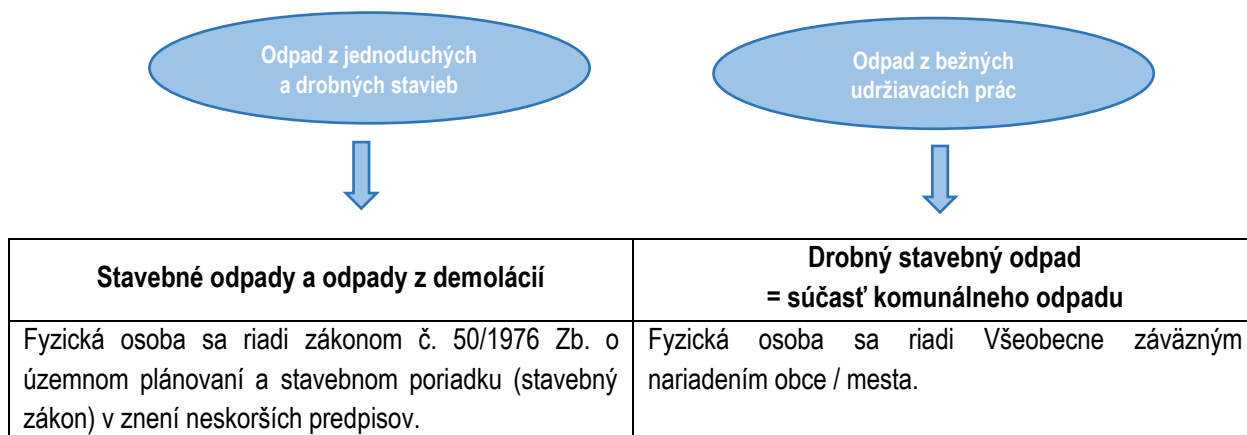 Odpad z jednoduchých
a drobných stavieb
Odpad z bežných
udržiavacích prác
Stavebné odpady a odpady z demolácií
Drobný stavebný odpad
= súčasť komunálneho odpadu
Fyzická osoba sa riadi zákonom č. 50/1976 Zb. o
územnom plánovaní a stavebnom poriadku (stavebný
zákon) v znení neskorších predpisov.
Fyzická osoba sa riadi Všeobecne záväzným
nariadením obce / mesta.